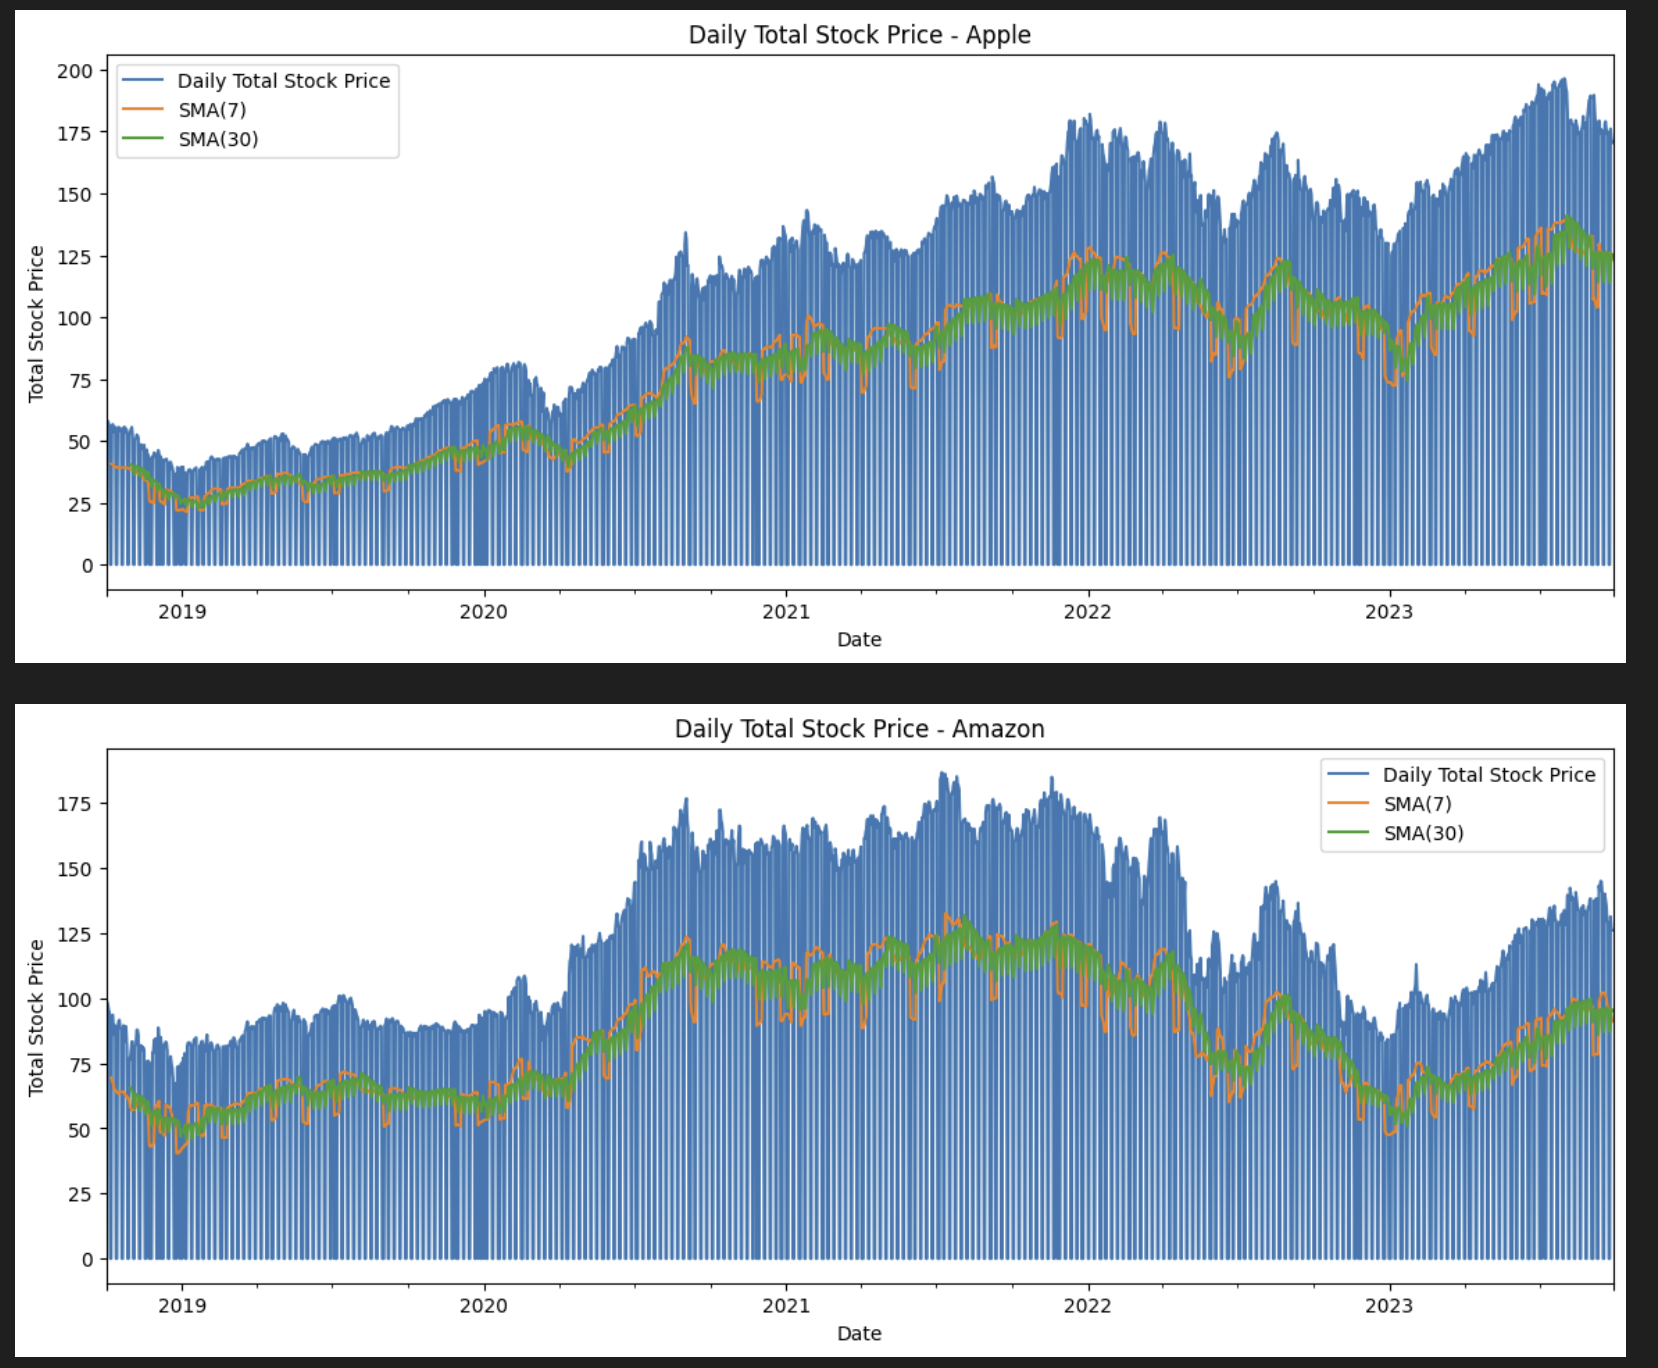 Daily Total Stock Price - Apple
Daily Total Stock Price
SMA(7)
SMA(30)
200
175
150
125
100
75
50
25
0
Total Stock Price
2019 2020 2021 2022 2023
Date
Daily Total Stock Price - Amazon
Daily Total Stock Price
SMA(7)
SMA(30)
175
150
125
100
75
50
25
0
Total Stock Price
2019 2020 2021 2022 2023
Date